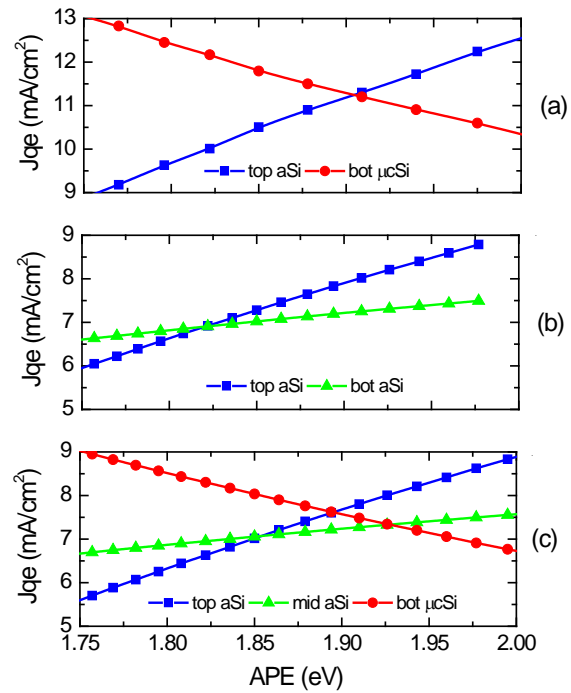 13
12
11
10
9
Jqe (mA/cm²)
top aSi bot µcSi
(a)
9
8
7
6
5
Jqe (mA/cm²)
top aSi bot aSi
(b)
9
8
7
6
5
Jqe (mA/cm²)
top aSi mid aSi bot µcSi
(c)
1.75 1.80 1.85 1.90 1.95 2.00
APE (eV)